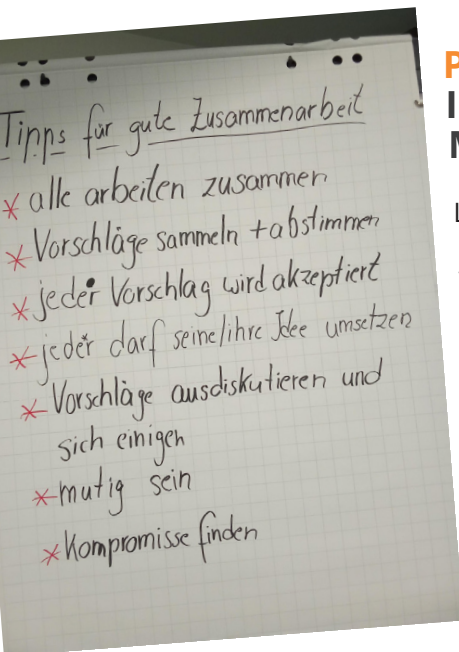 Tipps für gute Zusammenarbeit
* alle arbeiten zusammen
* Vorschläge sammeln + abstimmen
* jeder Vorschlag wird akzeptiert
* jeder darf seine/ihre Idee umsetzen
* Vorschläge ausdiskutieren und
sich einigen
* mutig sein
* Kompromisse finden